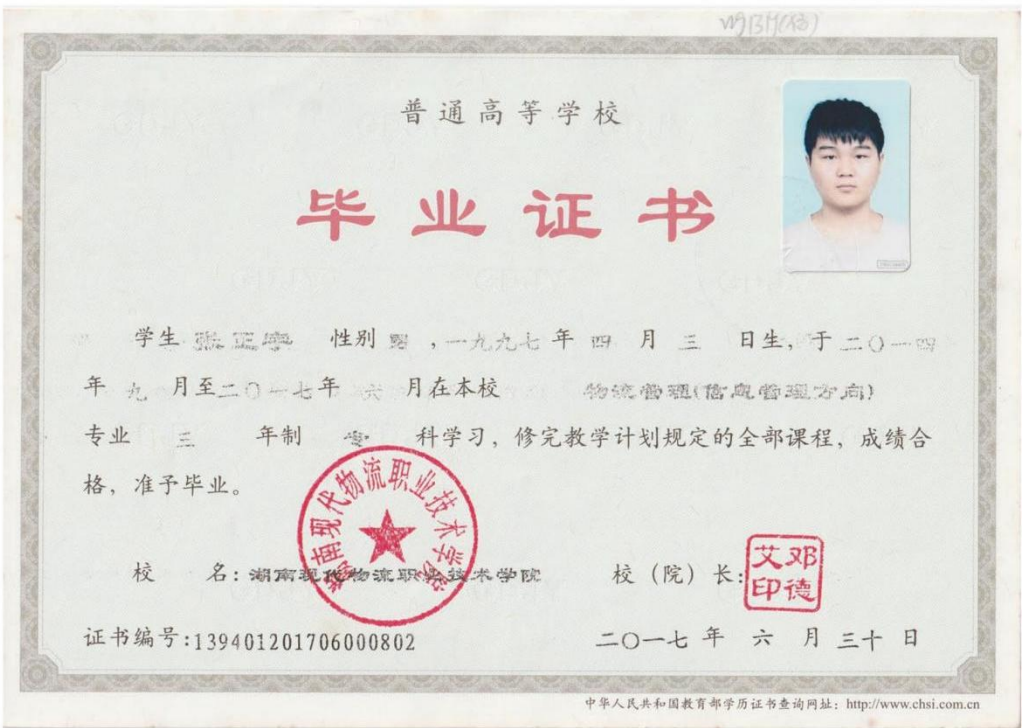 普通高等学校
毕业证书
学生 张正宇 性别 男 ，一九九七 年 四 月 三 日生，于 二〇一四
年 九 月至 二〇一七 年 六 月在本校 物流管理(信息管理方向)
专业 三 年制 专 科学习，修完教学计划规定的全部课程，成绩合
格，准予毕业。
湖南现代物流职业技术学院
校 名：湖南现代物流职业技术学院
校（院）长：
邓德艾印
证书编号：139401201706000802
二〇一七 年 六 月 三十 日
中华人民共和国教育部学历证书查询网址：http://www.chsi.com.cn